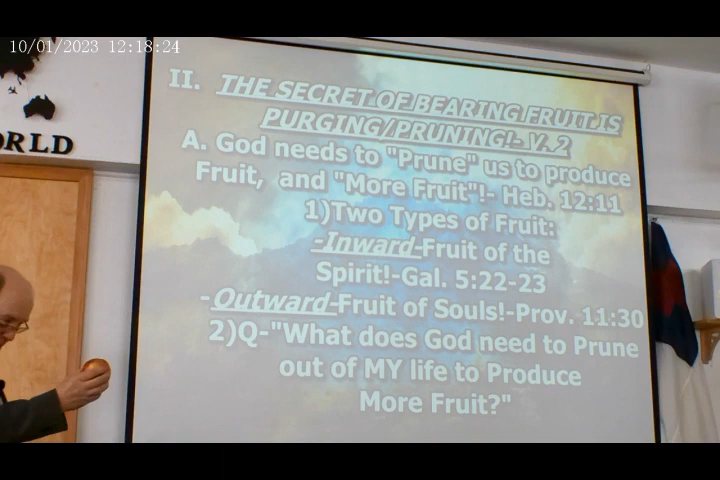 10/01/2023 12:18:24
ORLD
II. THE SECRET OF BEARING FRUIT IS
PURGING/PRUNING!- V. 2
A. God needs to "Prune" us to produce
Fruit, and "More Fruit"!- Heb. 12:11
1)Two Types of Fruit:
-Inward-Fruit of the
Spirit!-Gal. 5:22-23
-Outward-Fruit of Souls!-Prov. 11:30
2)Q-"What does God need to Prune
out of MY life to Produce
More Fruit?"